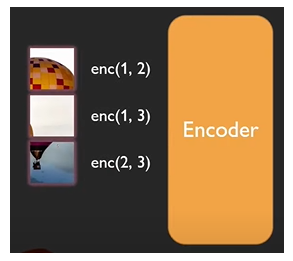 enc(1, 2)
enc(1, 3)
enc(2, 3)
Encoder